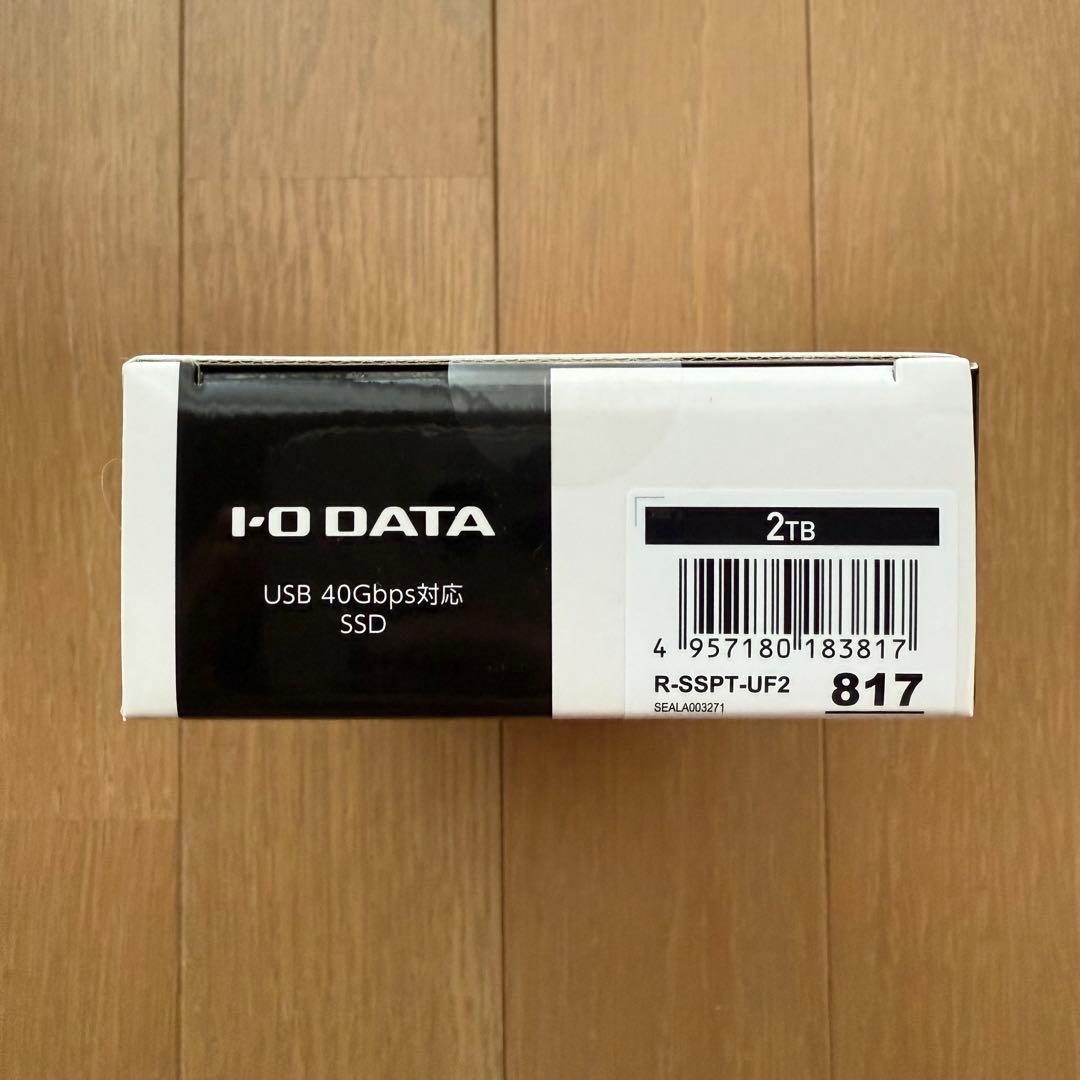 I-O DATA
USB 40Gbps対応
SSD
2TB
4 957180 183817
R-SSPT-UF2
817
SEALA003271